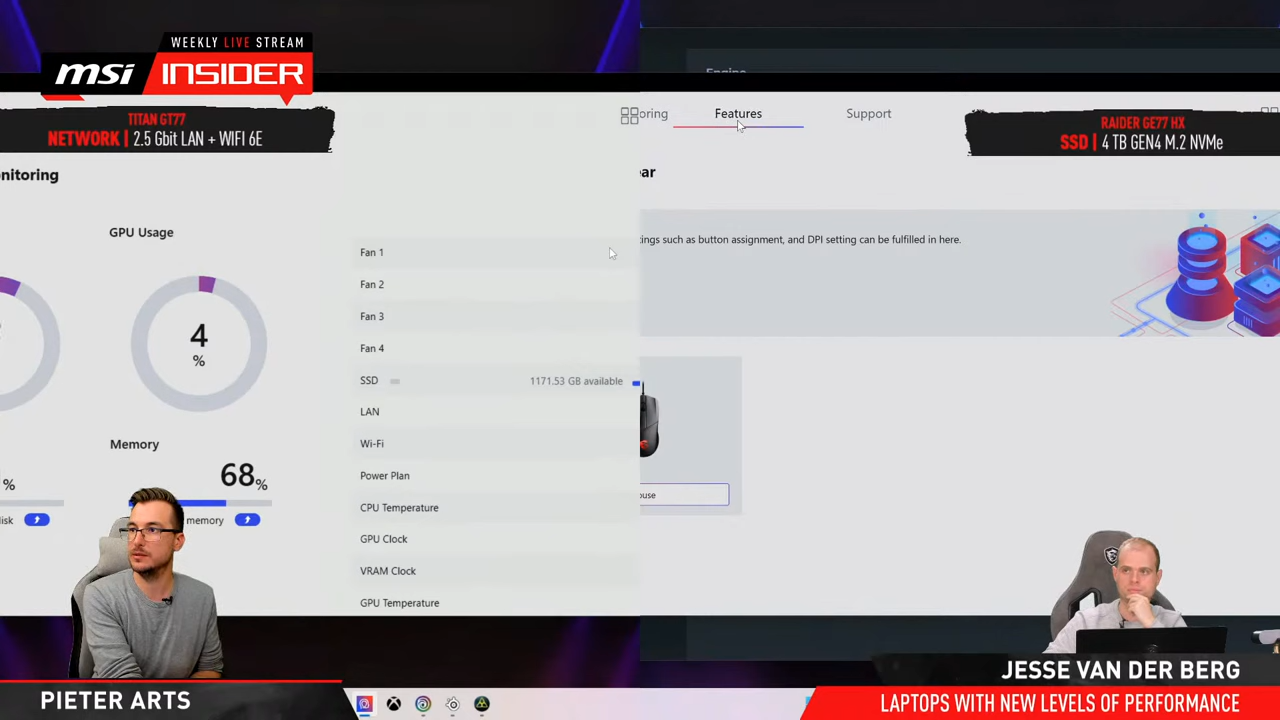 WEEKLY LIVE STREAM
msi INSIDER
TITAN GT77
NETWORK | 2.5 Gbit LAN + WIFI 6E
nitoring
GPU Usage
4
%
Memory
68%
%
isk
memory
Fan 1
Fan 2
Fan 3
Fan 4
SSD 1171.53 GB available
LAN
Wi-Fi
Power Plan
CPU Temperature
GPU Clock
VRAM Clock
GPU Temperature
Engine
oring Features Support
RAIDER GE77 HX
SSD | 4 TB GEN4 M.2 NVMe
ar
ings such as button assignment, and DPI setting can be fulfilled in here.
ouse
PIETER ARTS
JESSE VAN DER BERG
LAPTOPS WITH NEW LEVELS OF PERFORMANCE